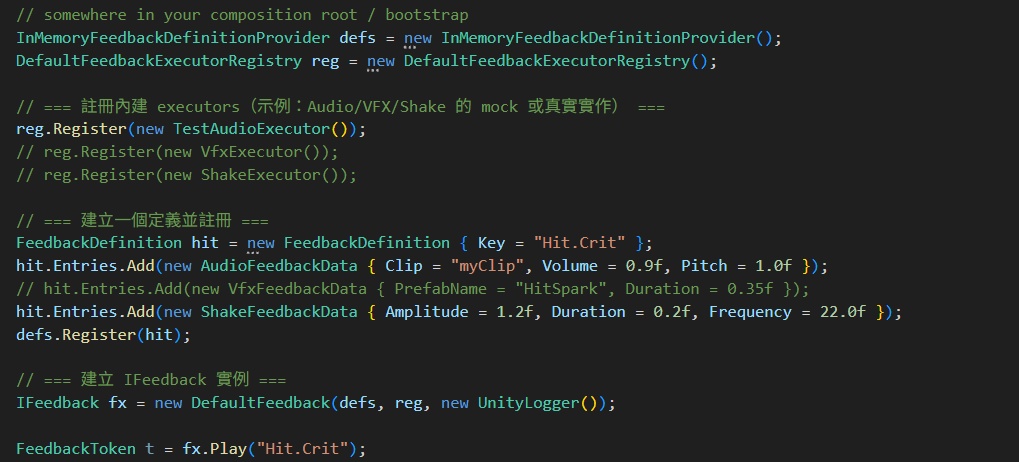 // somewhere in your composition root / bootstrap
InMemoryFeedbackDefinitionProvider defs = new InMemoryFeedbackDefinitionProvider();
DefaultFeedbackExecutorRegistry reg = new DefaultFeedbackExecutorRegistry();
// === 註冊內建 executors（示例：Audio/VFX/Shake 的 mock 或真實實作） ===
reg.Register(new TestAudioExecutor());
// reg.Register(new VfxExecutor());
// reg.Register(new ShakeExecutor());
// === 建立一個定義並註冊 ===
FeedbackDefinition hit = new FeedbackDefinition { Key = "Hit.Crit" };
hit.Entries.Add(new AudioFeedbackData { Clip = "myClip", Volume = 0.9f, Pitch = 1.0f });
// hit.Entries.Add(new VfxFeedbackData { PrefabName = "HitSpark", Duration = 0.35f });
hit.Entries.Add(new ShakeFeedbackData { Amplitude = 1.2f, Duration = 0.2f, Frequency = 22.0f });
defs.Register(hit);
// === 建立 IFeedback 實例 ===
IFeedback fx = new DefaultFeedback(defs, reg, new UnityLogger());
FeedbackToken t = fx.Play("Hit.Crit");